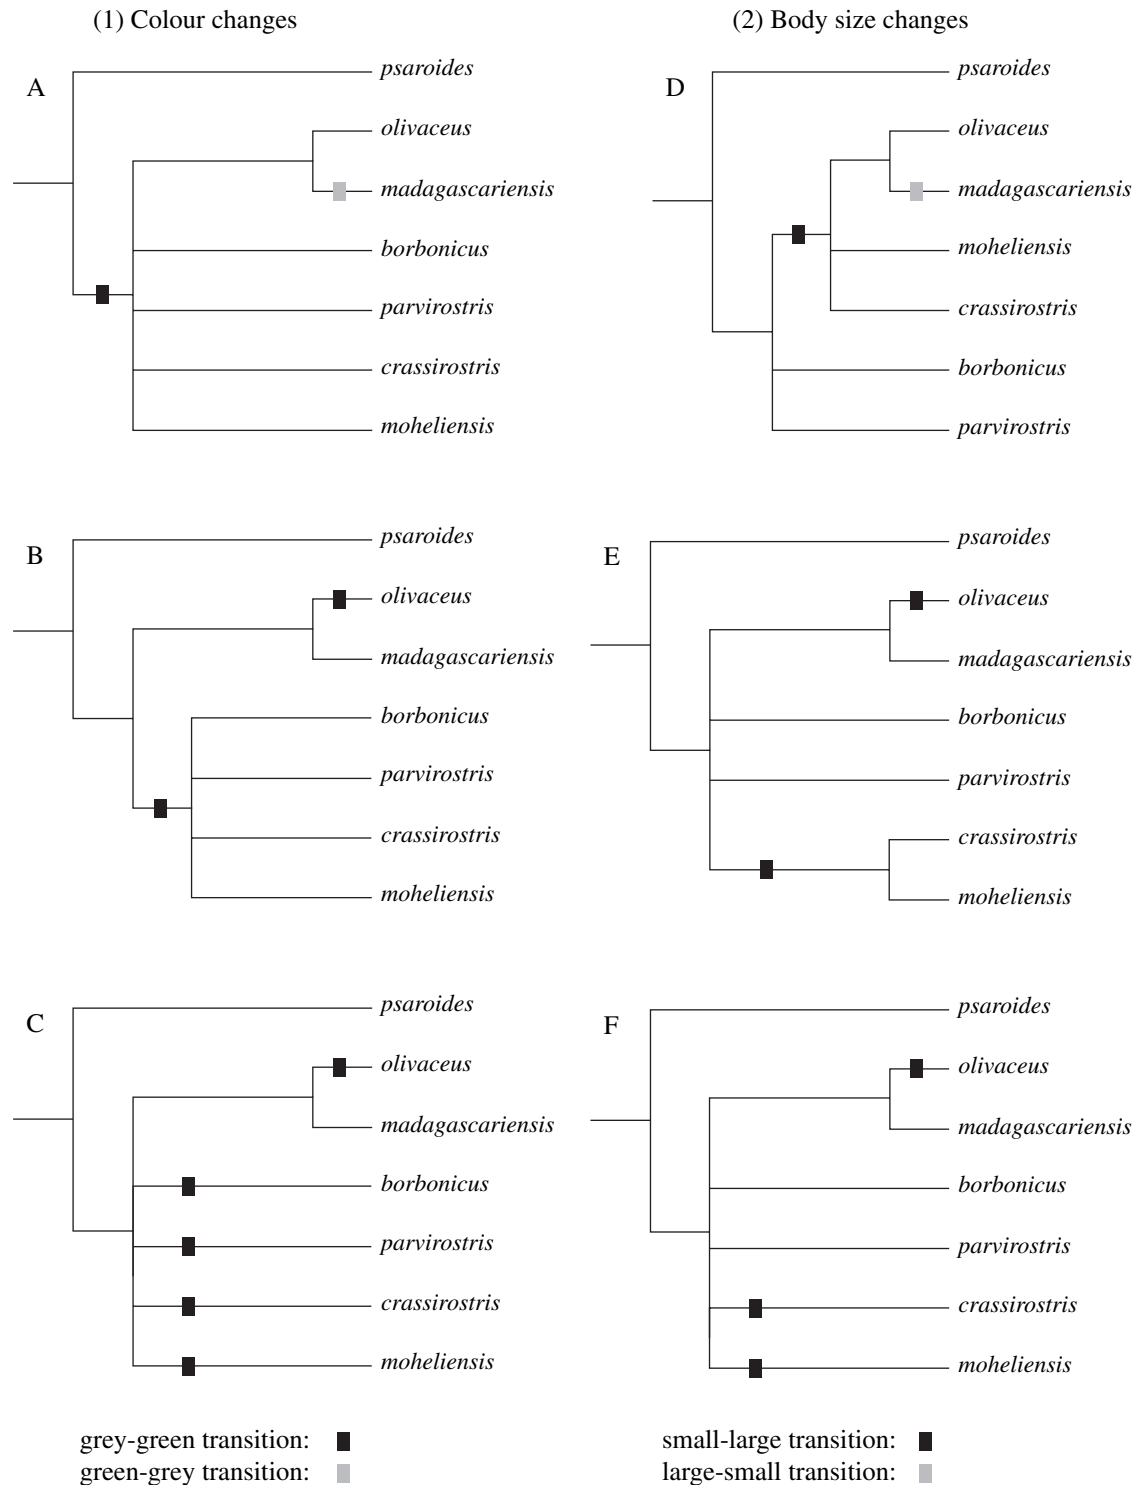 (1) Colour changes
A
psaroides
olivaceus
madagascariensis
borbonicus
parvirostris
crassirostris
moheliensis
B
psaroides
olivaceus
madagascariensis
borbonicus
parvirostris
crassirostris
moheliensis
C
psaroides
olivaceus
madagascariensis
borbonicus
parvirostris
crassirostris
moheliensis
grey-green transition:
green-grey transition:
(2) Body size changes
D
psaroides
olivaceus
madagascariensis
moheliensis
crassirostris
borbonicus
parvirostris
E
psaroides
olivaceus
madagascariensis
borbonicus
parvirostris
crassirostris
moheliensis
F
psaroides
olivaceus
madagascariensis
borbonicus
parvirostris
crassirostris
moheliensis
small-large transition:
large-small transition: